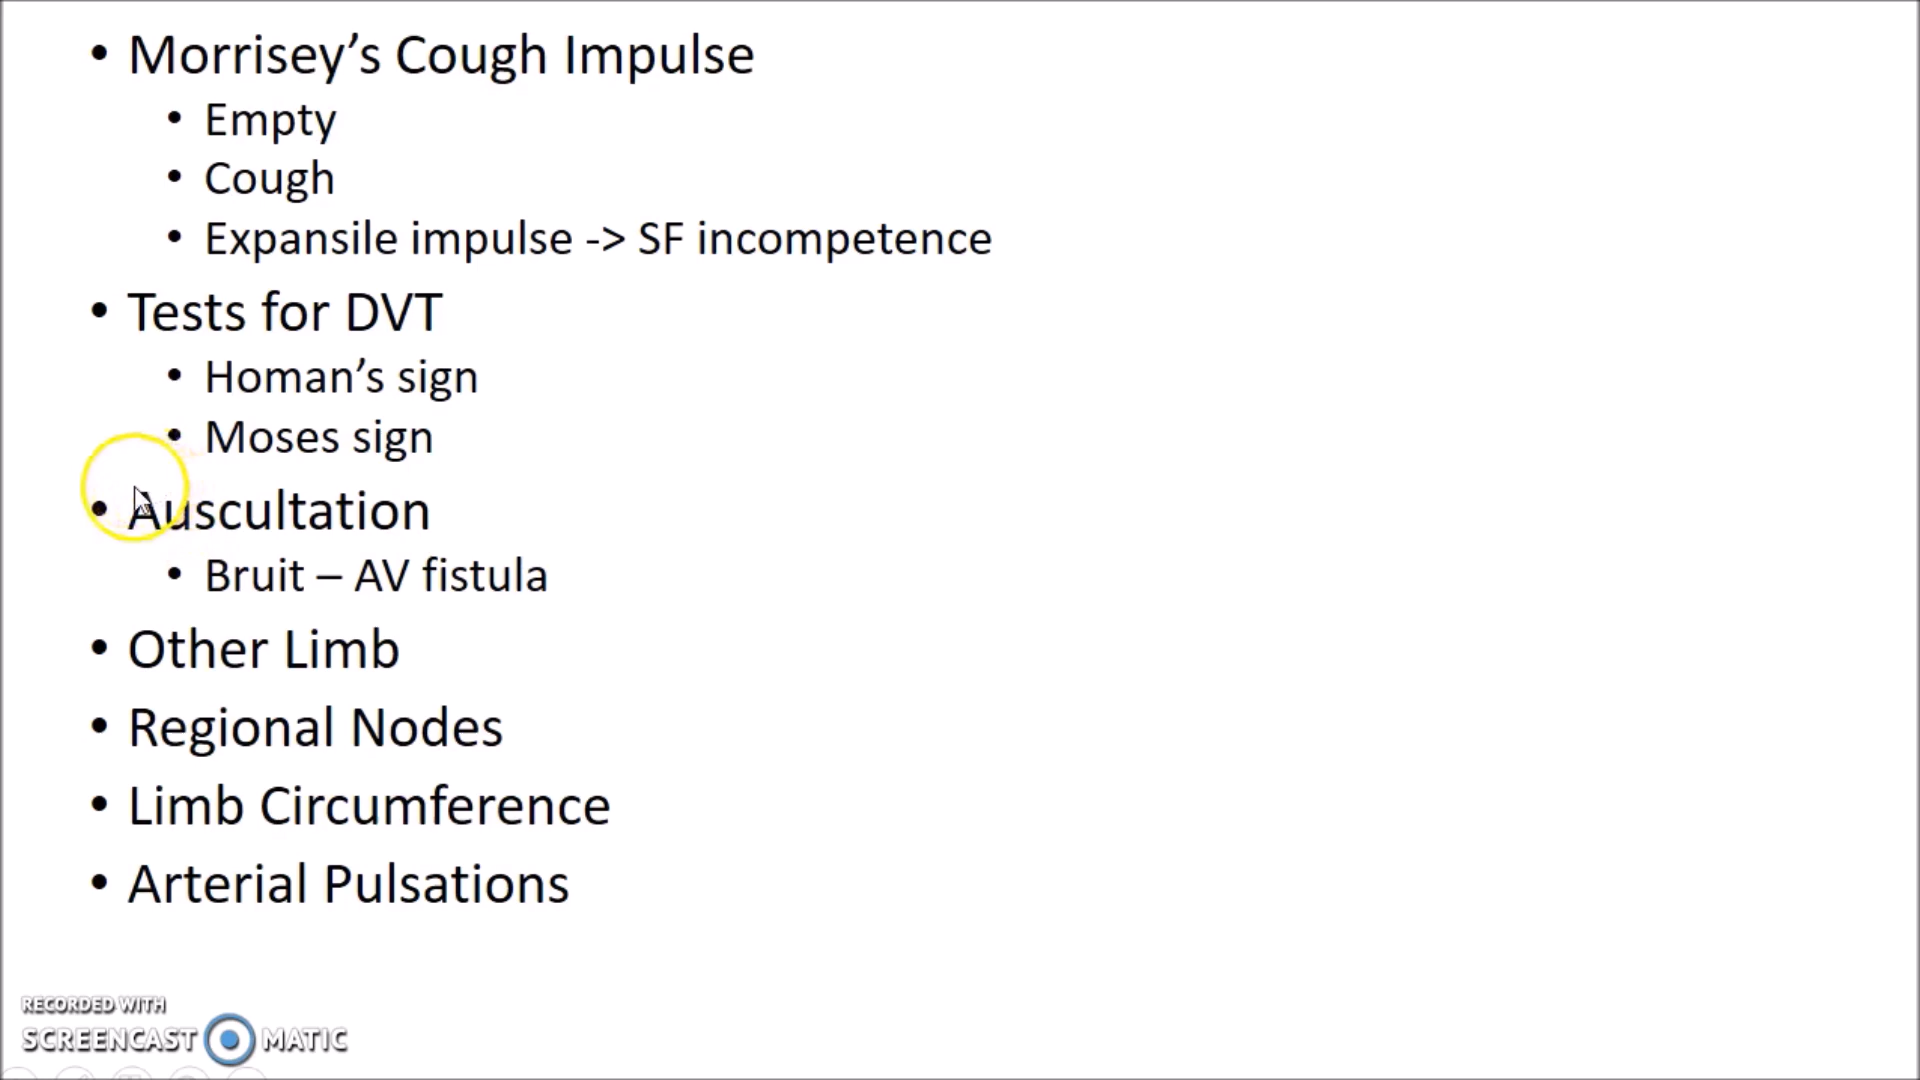 • Morrisey’s Cough Impulse
• Empty
• Cough
• Expansile impulse -> SF incompetence
• Tests for DVT
• Homan’s sign
• Moses sign
• Auscultation
• Bruit – AV fistula
• Other Limb
• Regional Nodes
• Limb Circumference
• Arterial Pulsations
RECORDED WITH
SCREENCAST MATIC